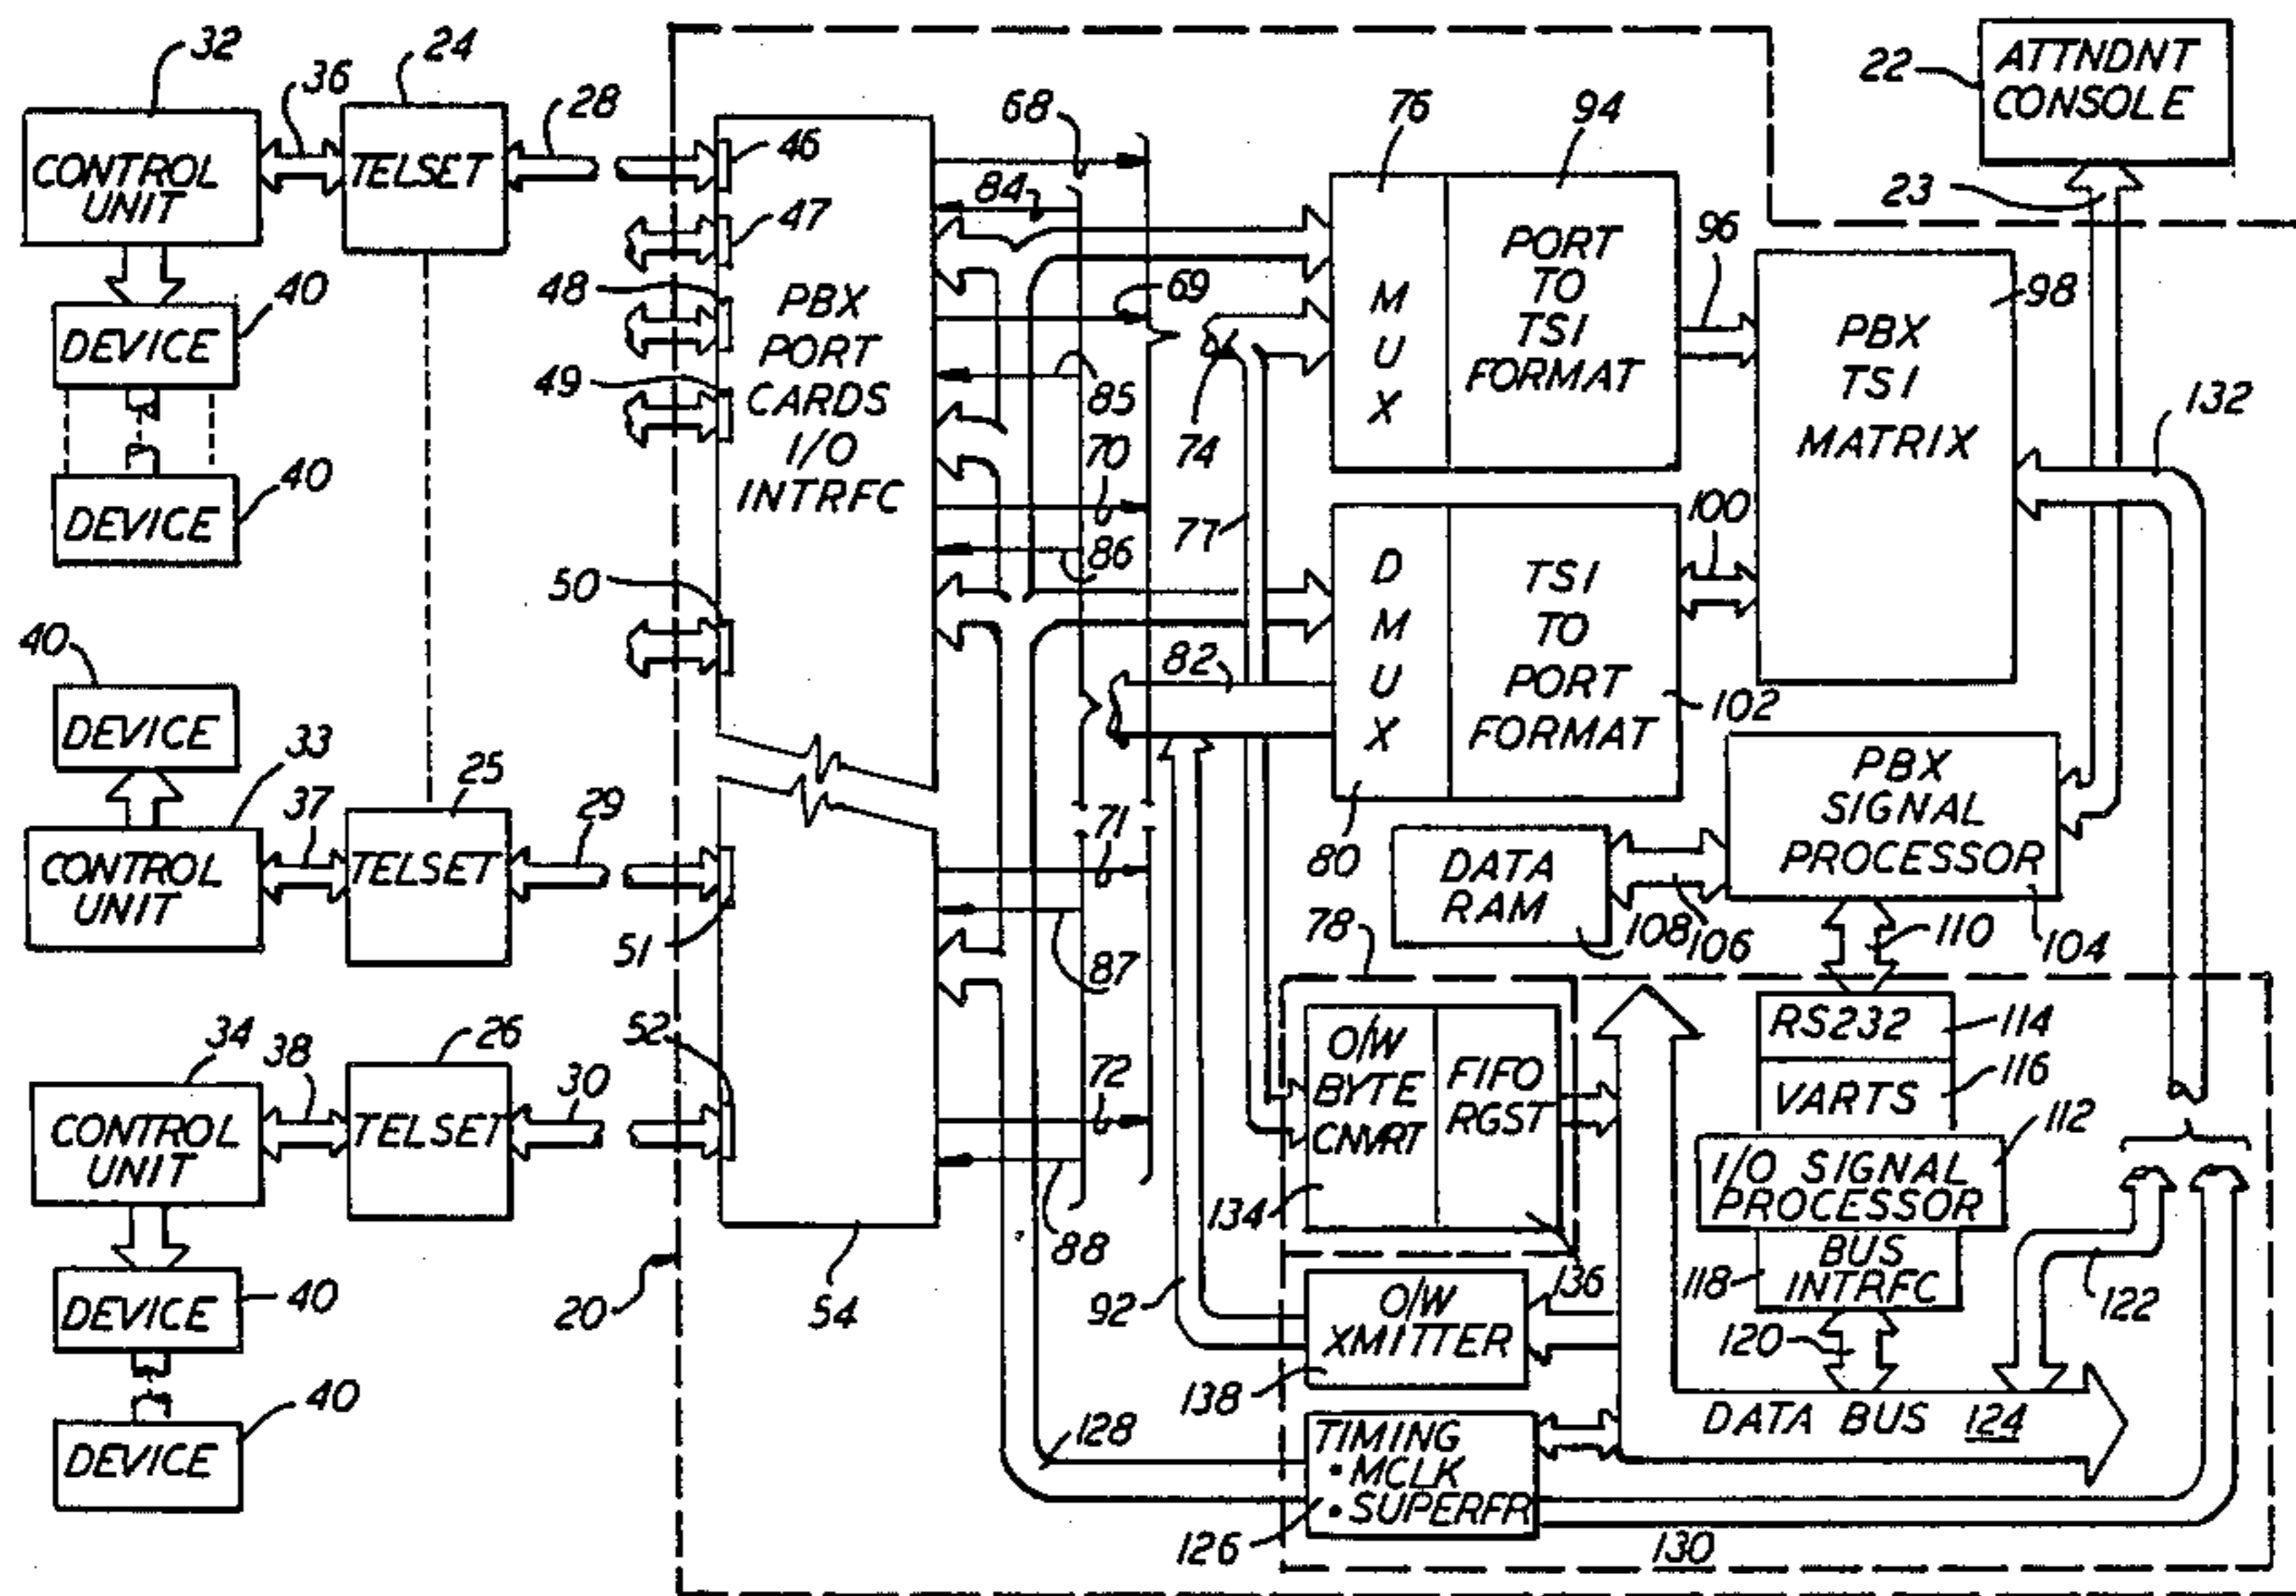 32
24
36
28
68
76
94
22
ATTNDNT
CONSOLE
CONTROL
UNIT
TELSET
46
84
23
47
96
PORT
TO
TSI
FORMAT
M
U
X
40
DEVICE
48
PBX
PORT
CARDS
I/O
INTRFC
69
98
PBX
TSI
MATRIX
49
85
74
132
70
40
DEVICE
77
100
86
50
D
M
U
X
TSI
TO
PORT
FORMAT
82
102
40
DEVICE
33
25
37
29
71
80
PBX
SIGNAL
PROCESSOR
CONTROL
UNIT
TELSET
DATA
RAM
51
87
78
108
106
110
104
34
26
38
30
52
72
O/W
BYTE
CNVRT
FIFO
RGST
RS232
114
VARTS
116
CONTROL
UNIT
TELSET
112
I/O SIGNAL
PROCESSOR
134
88
136
BUS
INTRFC
118
122
DEVICE
40
20
54
92
O/W
XMITTER
120
138
DEVICE
40
128
DATA BUS 124
TIMING
• MCLK
• SUPERFR
126
130